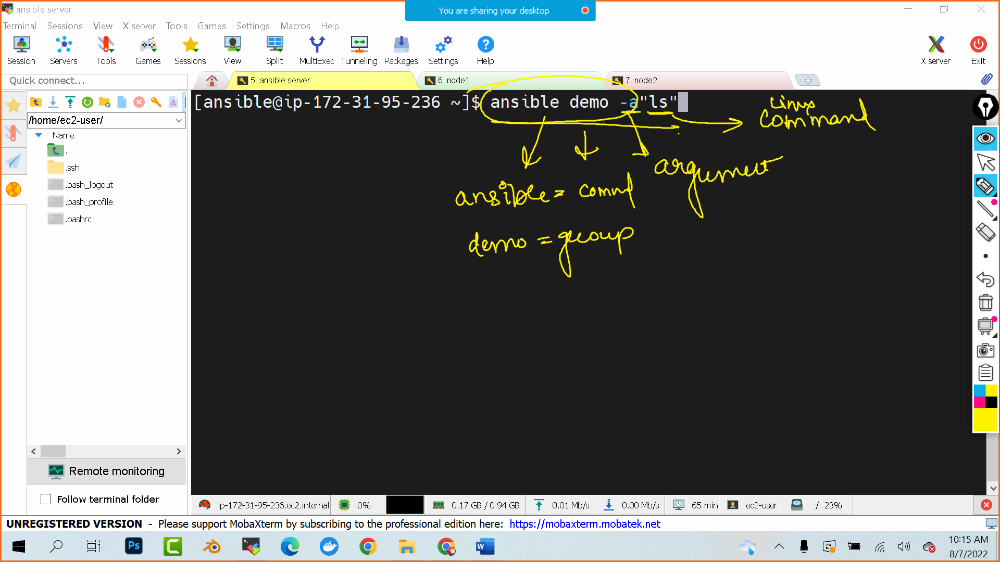 ansible server
You are sharing your desktop
Terminal Sessions View X server Tools Games Settings Macros Help
Session Servers Tools Games Sessions View Split MultiExec Tunneling Packages Settings Help X server Exit
Quick connect...
5. ansible server
6. node1
7. node2
[ansible@ip-172-31-95-236 ~]$ ansible demo -a"ls"
Linux
command
argument
ansible = commd
demo = group
/home/ec2-user/
Name
..
.ssh
.bash_logout
.bash_profile
.bashrc
Remote monitoring
Follow terminal folder
ip-172-31-95-236.ec2.internal 0% 0.17 GB / 0.94 GB 0.01 Mb/s 0.00 Mb/s 65 min ec2-user /: 23%
UNREGISTERED VERSION - Please support MobaXterm by subscribing to the professional edition here: https://mobaxterm.mobatek.net
Ps
W
10:15 AM
8/7/2022